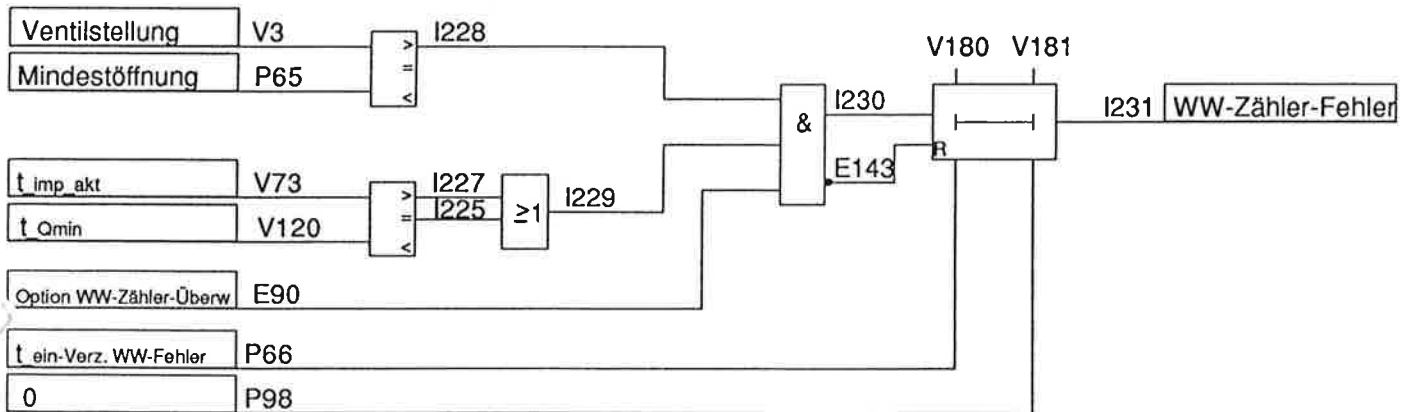 Ventilstellung V3 > I228
= V180 V181
Mindestöffnung P65 <
& I230 I231 WW-Zähler-Fehler
R
E143
t_imp_akt V73 > I227
= I225 ≥1 I229
t_Qmin V120 <
Option WW-Zähler-Überw E90
t_ein-Verz. WW-Fehler P66
0 P98